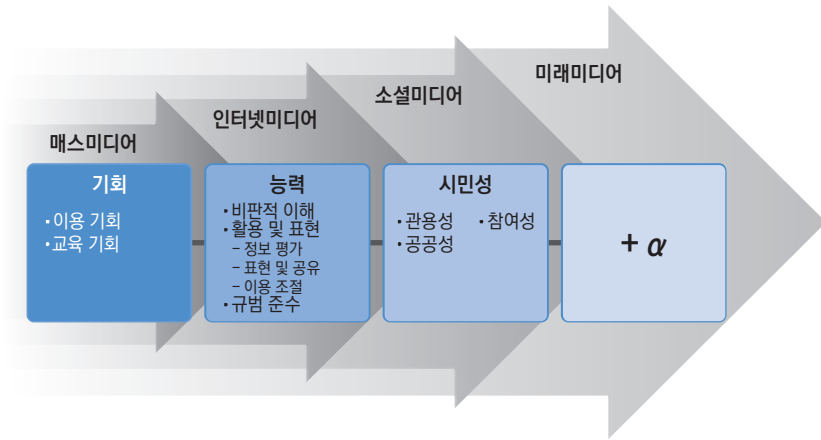 매스미디어
인터넷미디어
소셜미디어
미래미디어
기회
· 이용 기회
· 교육 기회
능력
· 비판적 이해
· 활용 및 표현
– 정보 평가
– 표현 및 공유
– 이용 조절
· 규범 준수
시민성
· 관용성 · 참여성
· 공공성
+ α